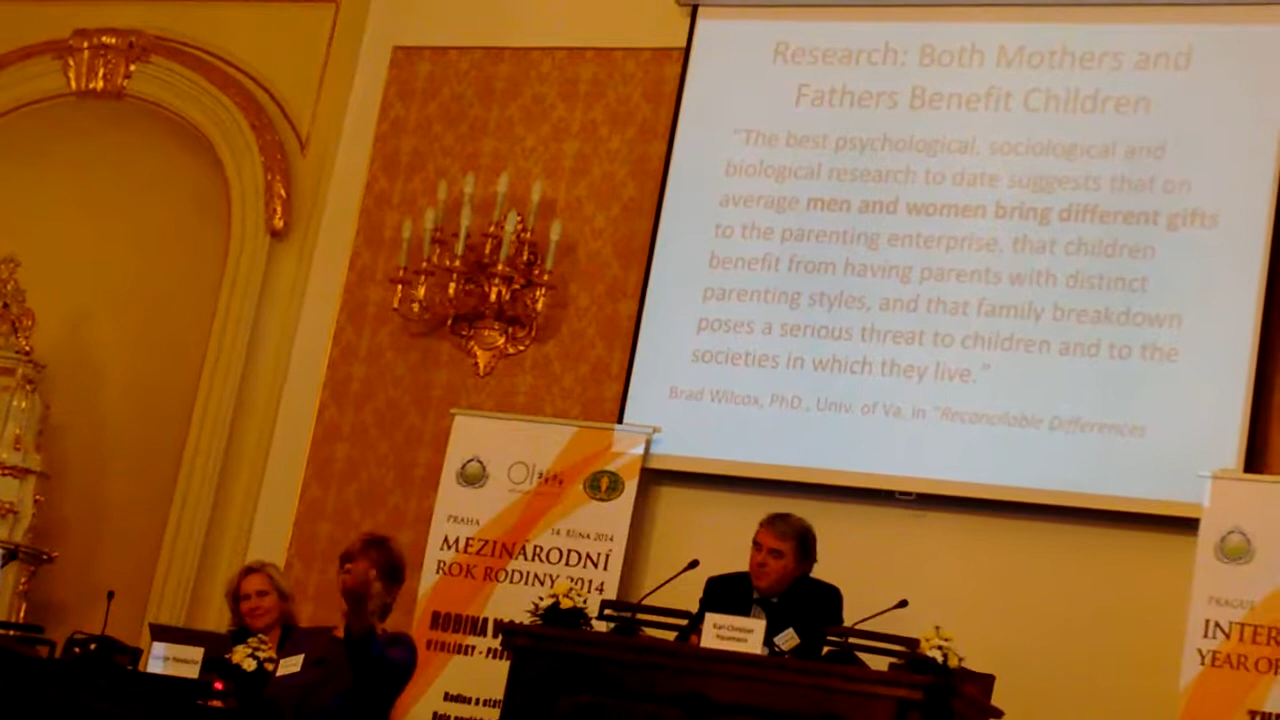 Research: Both Mothers and
Fathers Benefit Children
"The best psychological, sociological and
biological research to date suggests that on
average men and women bring different gifts
to the parenting enterprise, that children
benefit from having parents with distinct
parenting styles, and that family breakdown
poses a serious threat to children and to the
societies in which they live."
Brad Wilcox, PhD., Univ. of Va. in "Reconcilable Differences
PRAHA
14. ŘÍJNA 2014
MEZINÁRODNÍ
ROK RODINY 2014
RODINA
Rodina a stát
PRAGUE
INTER
YEAR OF